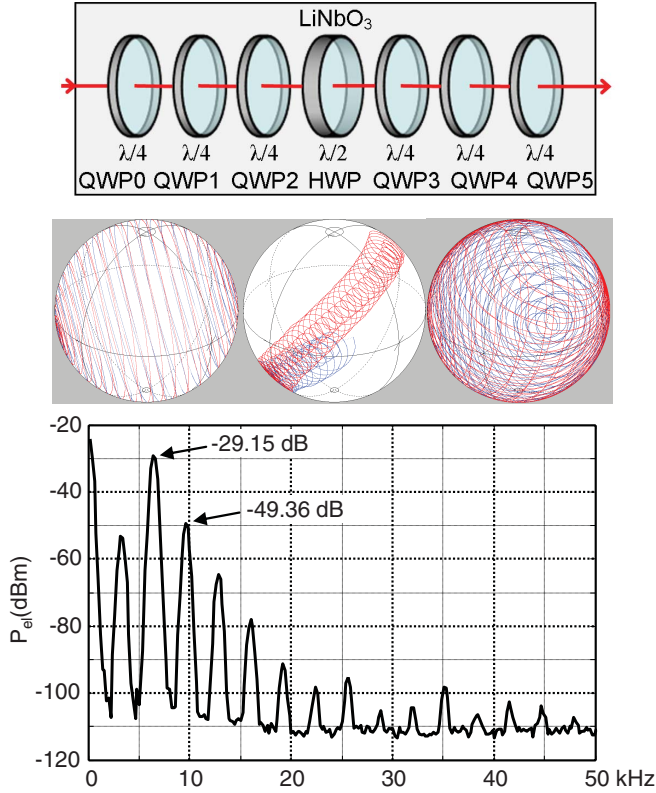 LiNbO3
λ/4 λ/4 λ/4 λ/2 λ/4 λ/4 λ/4
QWP0 QWP1 QWP2 HWP QWP3 QWP4 QWP5
-20
-29.15 dB
-40
-49.36 dB
-60
-80
-100
-120
Pel(dBm)
0 10 20 30 40 50 kHz